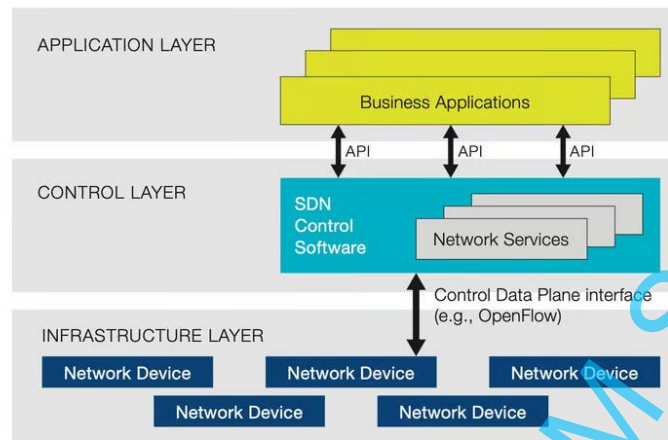 APPLICATION LAYER
Business Applications
API
API
API
CONTROL LAYER
SDN
Control
Software
Network Services
Control Data Plane interface
(e.g., OpenFlow)
INFRASTRUCTURE LAYER
Network Device
Network Device
Network Device
Network Device
Network Device